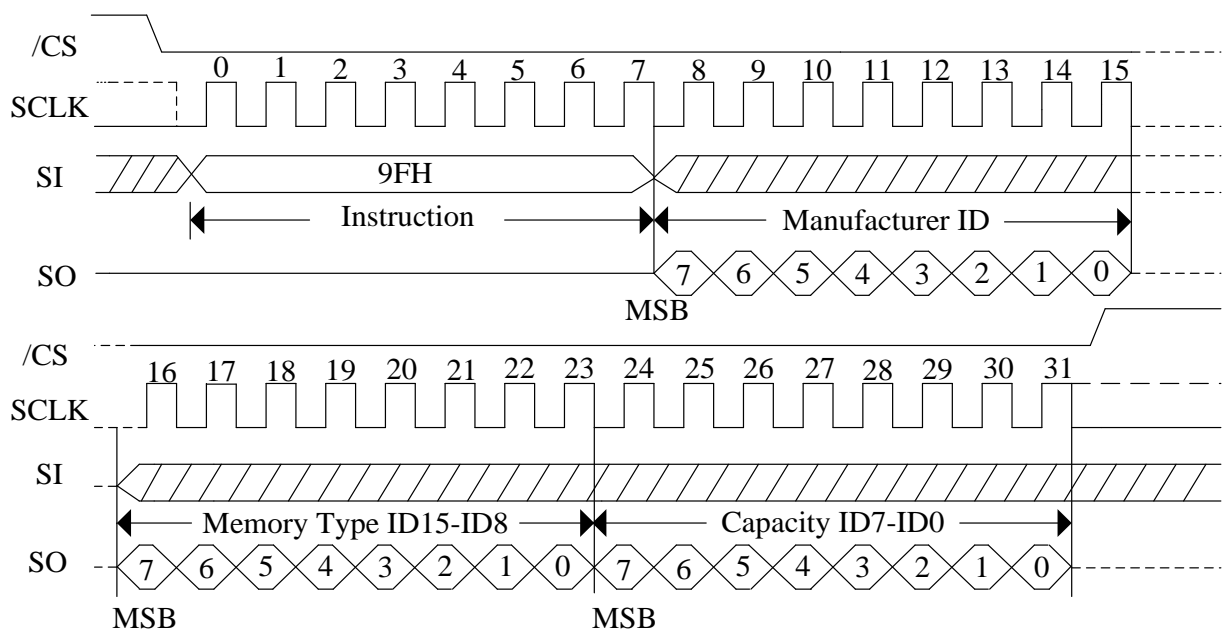 /CS
0 1 2 3 4 5 6 7 8 9 10 11 12 13 14 15
SCLK
SI
9FH
Instruction
Manufacturer ID
SO
7 6 5 4 3 2 1 0
MSB
/CS
16 17 18 19 20 21 22 23 24 25 26 27 28 29 30 31
SCLK
SI
Memory Type ID15-ID8
Capacity ID7-ID0
SO
7 6 5 4 3 2 1 0 7 6 5 4 3 2 1 0
MSB
MSB